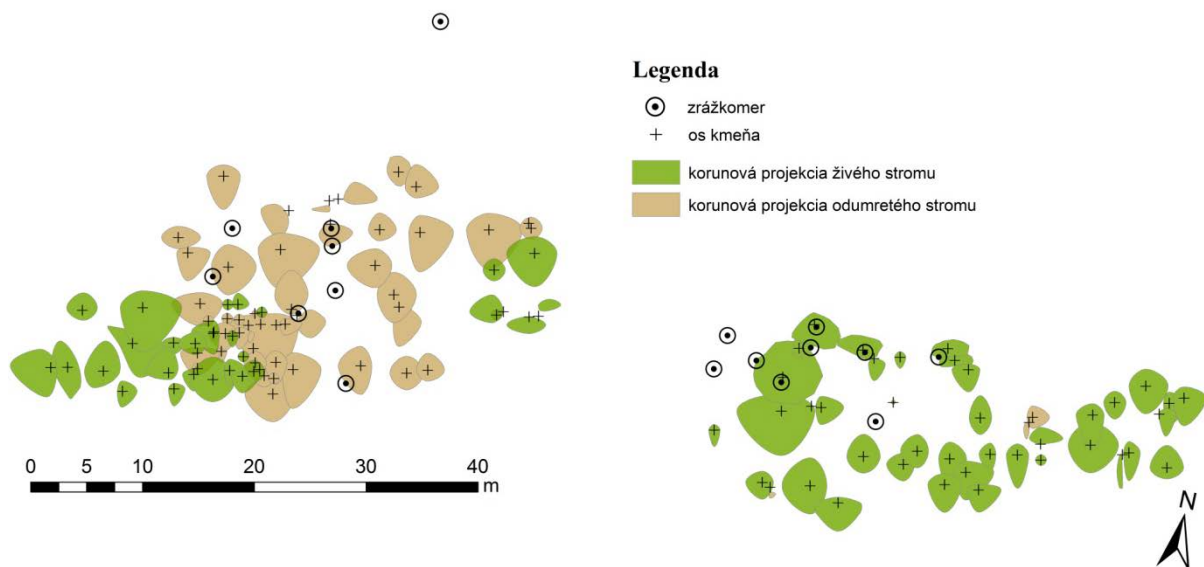 Legenda
zrážkomer
os kmeňa
korunová projekcia živého stromu
korunová projekcia odumretého stromu
0 5 10 20 30 40
m
N